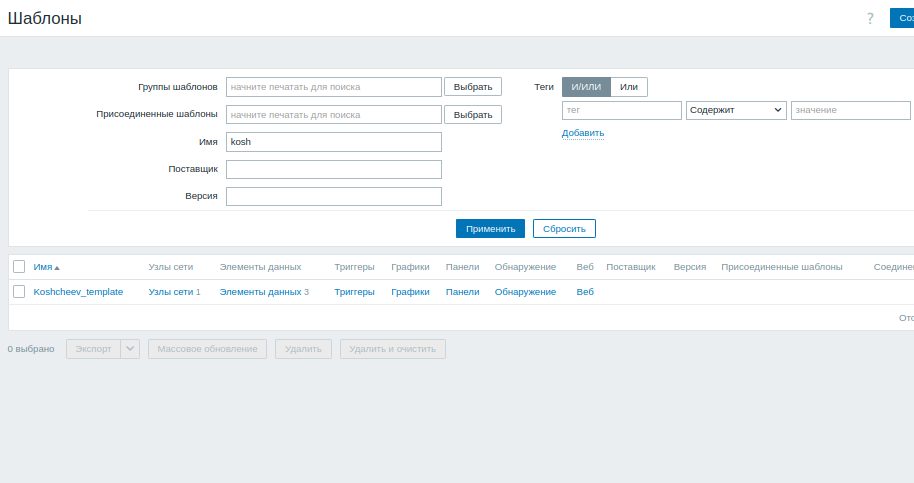 Шаблоны ? Соз
Группы шаблонов начните печатать для поиска Выбрать Теги И/ИЛИ Или
Присоединенные шаблоны начните печатать для поиска Выбрать тег Содержит значение
Добавить
Имя kosh
Поставщик
Версия
Применить Сбросить
Имя Узлы сети Элементы данных Триггеры Графики Панели Обнаружение Веб Поставщик Версия Присоединенные шаблоны Соедине
Koshcheev_template Узлы сети 1 Элементы данных 3 Триггеры Графики Панели Обнаружение Веб
Ото
0 выбрано Экспорт Массовое обновление Удалить Удалить и очистить